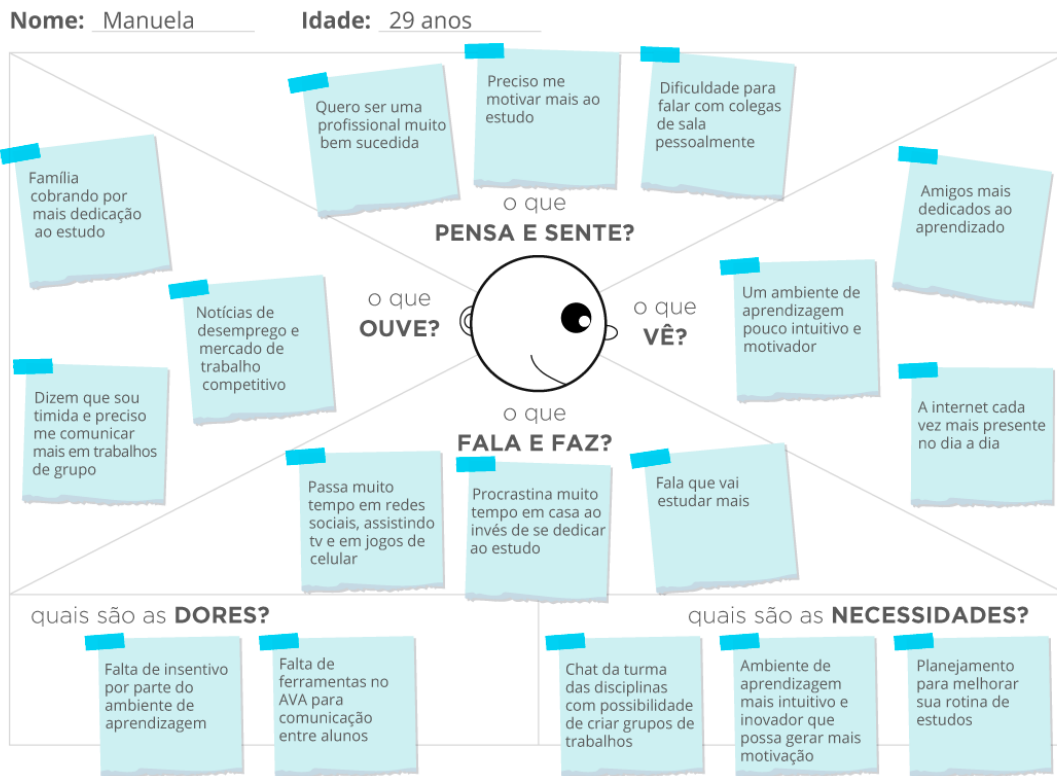 Nome: Manuela
Idade: 29 anos
Quero ser uma
profissional muito
bem sucedida
Preciso me
motivar mais ao
estudo
Dificuldade para
falar com colegas
de sala
pessoalmente
o que
PENSA E SENTE?
Família
cobrando por
mais dedicação
ao estudo
Notícias de
desemprego e
mercado de
trabalho
competitivo
Dizem que sou
timida e preciso
me comunicar
mais em trabalhos
de grupo
o que
OUVE?
o que
VÊ?
Amigos mais
dedicados ao
aprendizado
Um ambiente de
aprendizagem
pouco intuitivo e
motivador
A internet cada
vez mais presente
no dia a dia
o que
FALA E FAZ?
Passa muito
tempo em redes
sociais, assistindo
tv e em jogos de
celular
Procrastina muito
tempo em casa ao
invés de se dedicar
ao estudo
Fala que vai
estudar mais
quais são as DORES?
Falta de insentivo
por parte do
ambiente de
aprendizagem
Falta de
ferramentas no
AVA para
comunicação
entre alunos
quais são as NECESSIDADES?
Chat da turma
das disciplinas
com possibilidade
de criar grupos de
trabalhos
Ambiente de
aprendizagem
mais intuitivo e
inovador que
possa gerar mais
motivação
Planejamento
para melhorar
sua rotina de
estudos